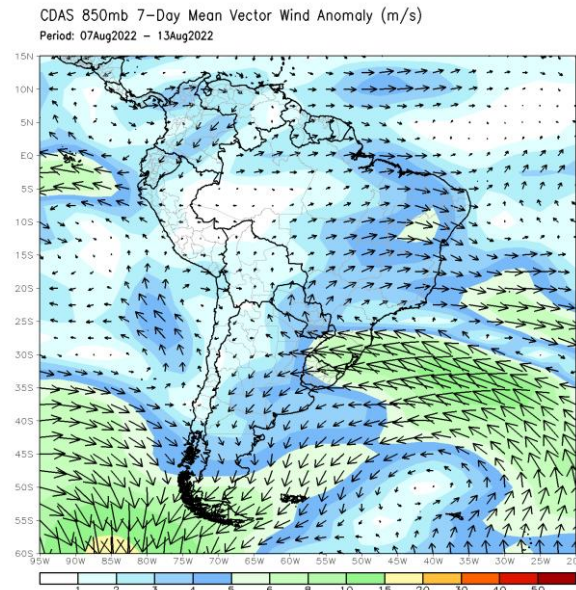 CDAS 850mb 7-Day Mean Vector Wind Anomaly (m/s)
Period: 07Aug2022 – 13Aug2022
15N
10N
5N
EQ
5S
10S
15S
20S
25S
30S
35S
40S
45S
50S
55S
60S
95W 90W 85W 80W 75W 70W 65W 60W 55W 50W 45W 40W 35W 30W 25W 20
1 2 3 4 5 6 8 10 15 20 30 40 50